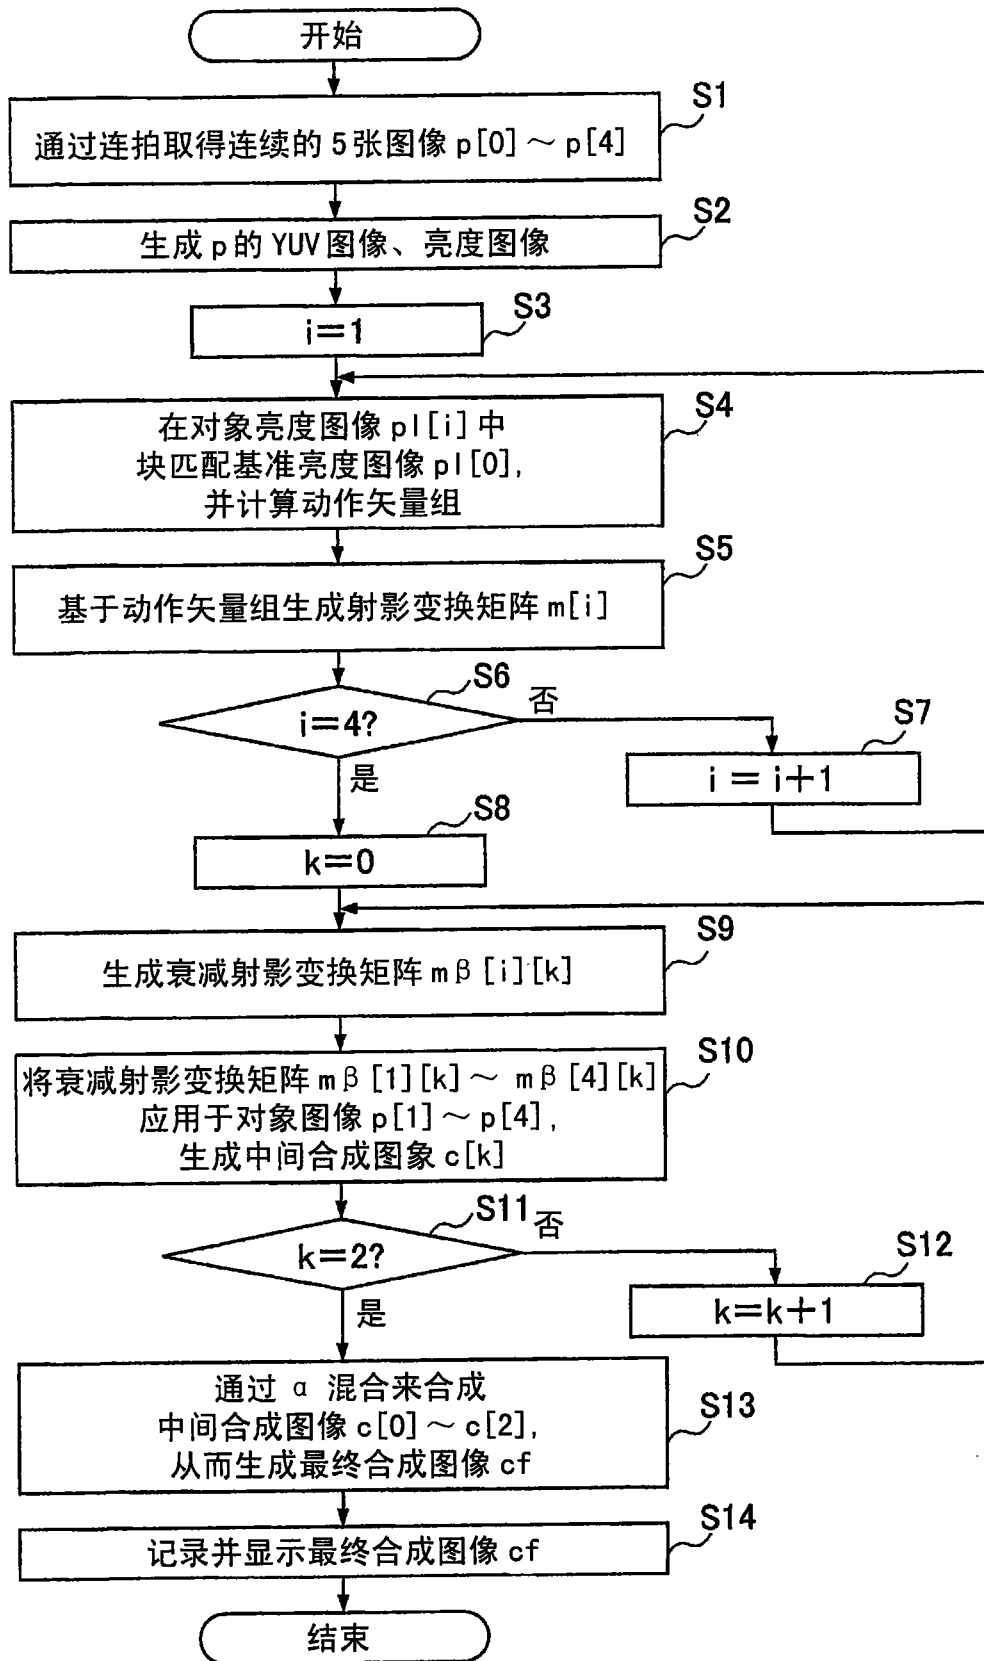 开始
S1
通过连拍取得连续的5张图像p[0]～p[4]
S2
生成p的YUV图像、亮度图像
S3
i=1
S4
在对象亮度图像pl[i]中
块匹配基准亮度图像pl[0],
并计算动作矢量组
S5
基于动作矢量组生成射影变换矩阵m[i]
S6
i=4?
否
S7
i=i+1
是
S8
k=0
S9
生成衰减射影变换矩阵mβ[i][k]
S10
将衰减射影变换矩阵mβ[1][k]～mβ[4][k]
应用于对象图像p[1]～p[4],
生成中间合成图象c[k]
S11
k=2?
否
S12
k=k+1
是
S13
通过α混合来合成
中间合成图像c[0]～c[2],
从而生成最终合成图像cf
S14
记录并显示最终合成图像cf
结束